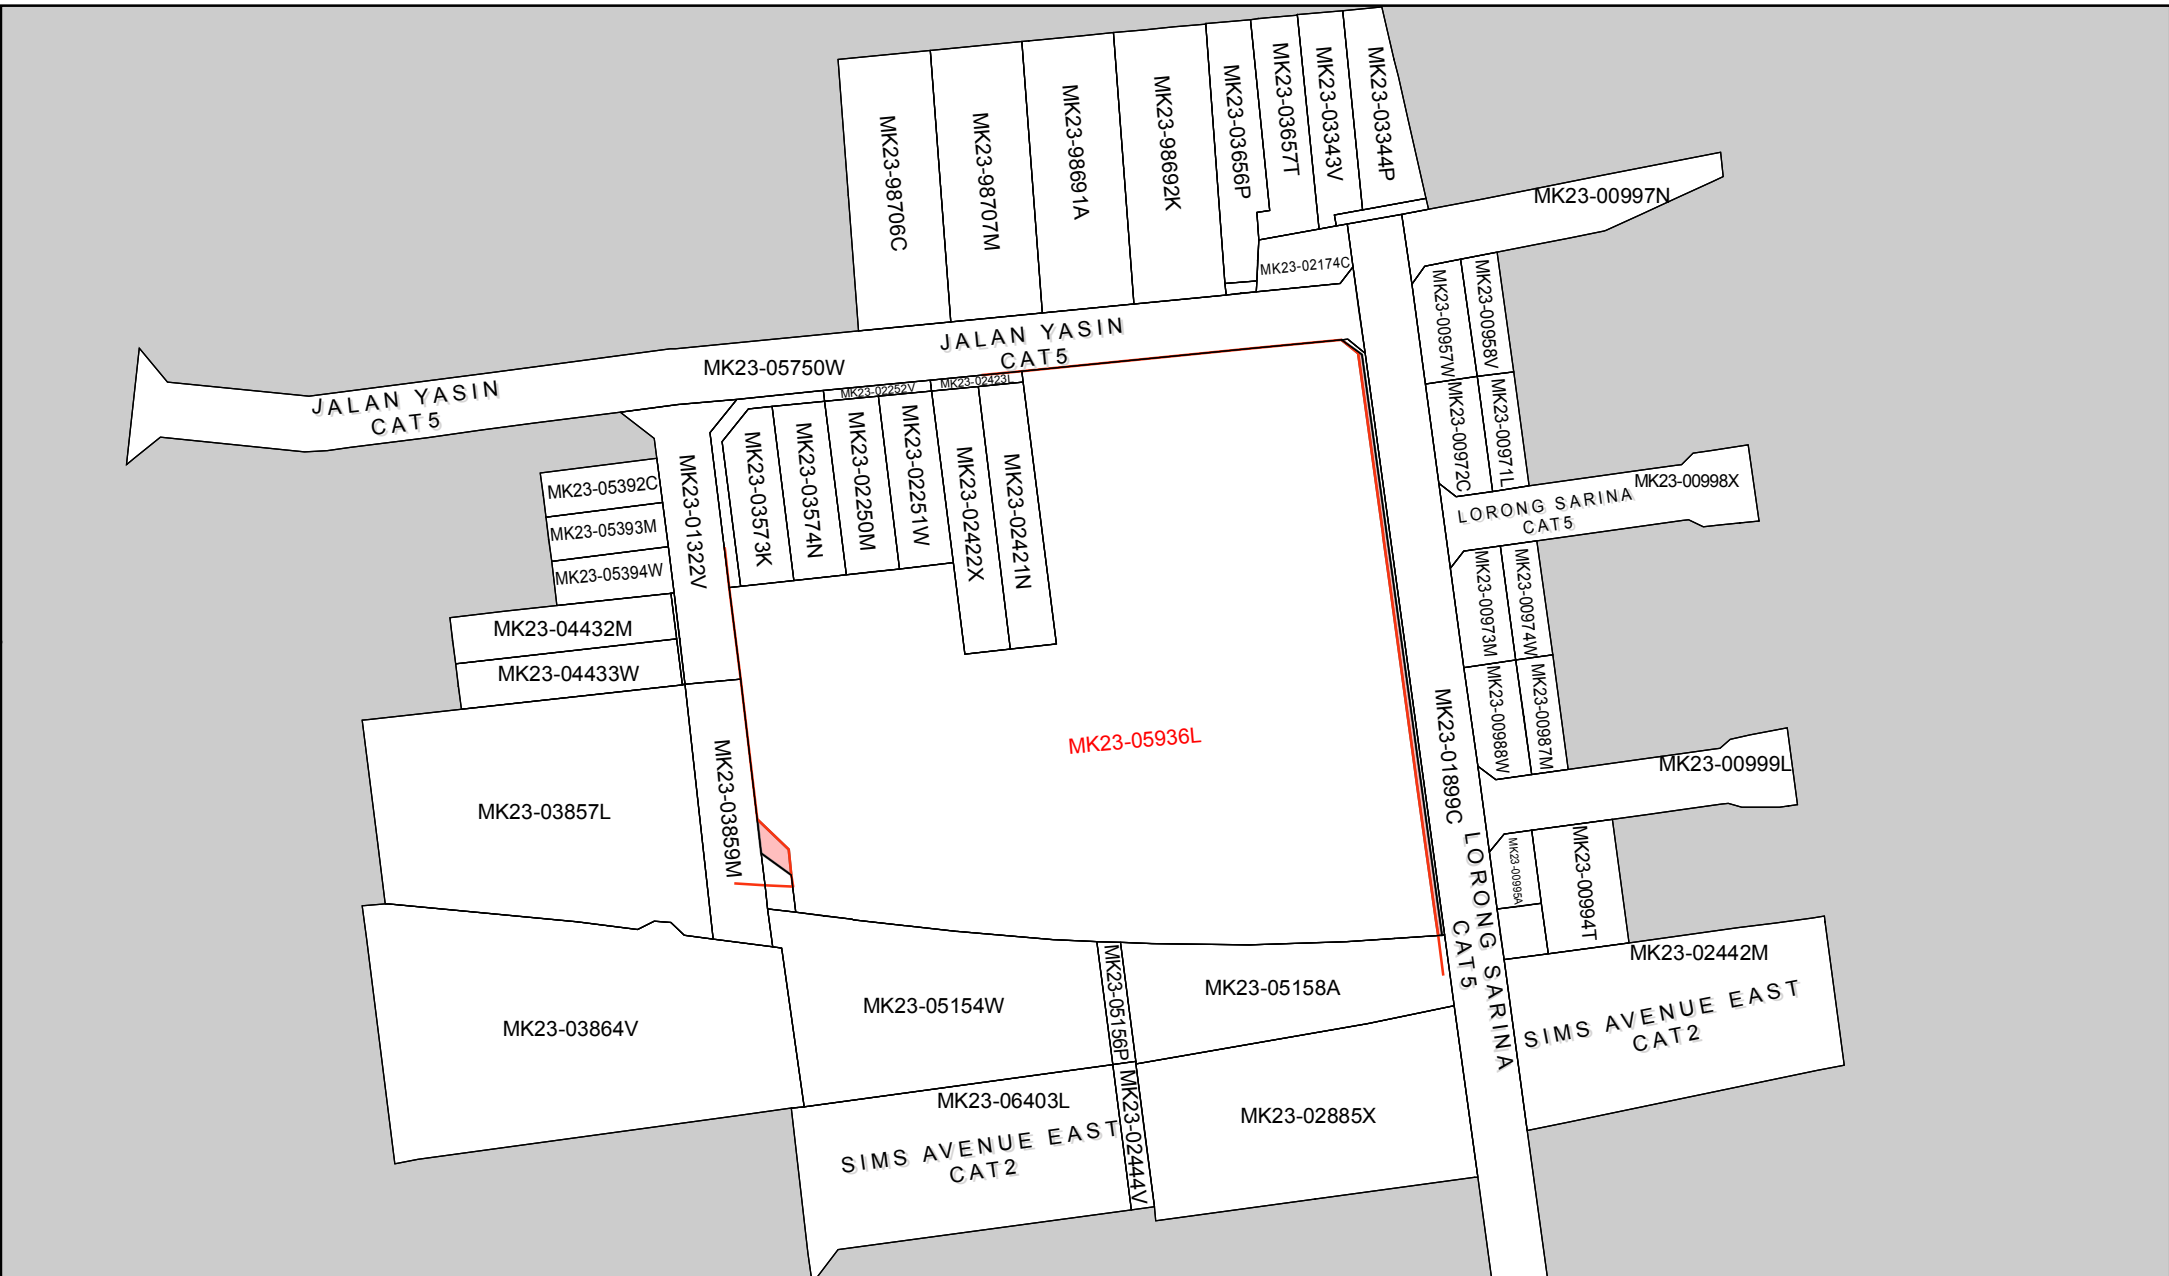 MK23-98706C
MK23-98707M
MK23-98691A
MK23-98692K
MK23-03656P
MK23-03657T
MK23-03343V
MK23-03344P
MK23-00997N
MK23-02174C
MK23-00957W
MK23-00958V
JALAN YASIN
CAT5
MK23-05750W
JALAN YASIN
CAT5
MK23-02252V
MK23-02423L
MK23-00972C
MK23-00971L
MK23-05392C
MK23-05393M
MK23-05394W
MK23-01322V
MK23-03573K
MK23-03574N
MK23-02250M
MK23-02251W
MK23-02422X
MK23-02421N
LORONG SARINA
CAT5
MK23-00998X
MK23-04432M
MK23-04433W
MK23-00973M
MK23-00974W
MK23-00988W
MK23-00987M
MK23-05936L
MK23-01899C
MK23-00999L
MK23-03857L
MK23-03859M
LORONG SARINA
CAT5
MK23-00995A
MK23-00994T
MK23-02442M
SIMS AVENUE EAST
CAT2
MK23-03864V
MK23-05154W
MK23-05156P
MK23-05158A
MK23-06403L
SIMS AVENUE EAST
CAT2
MK23-02444V
MK23-02885X